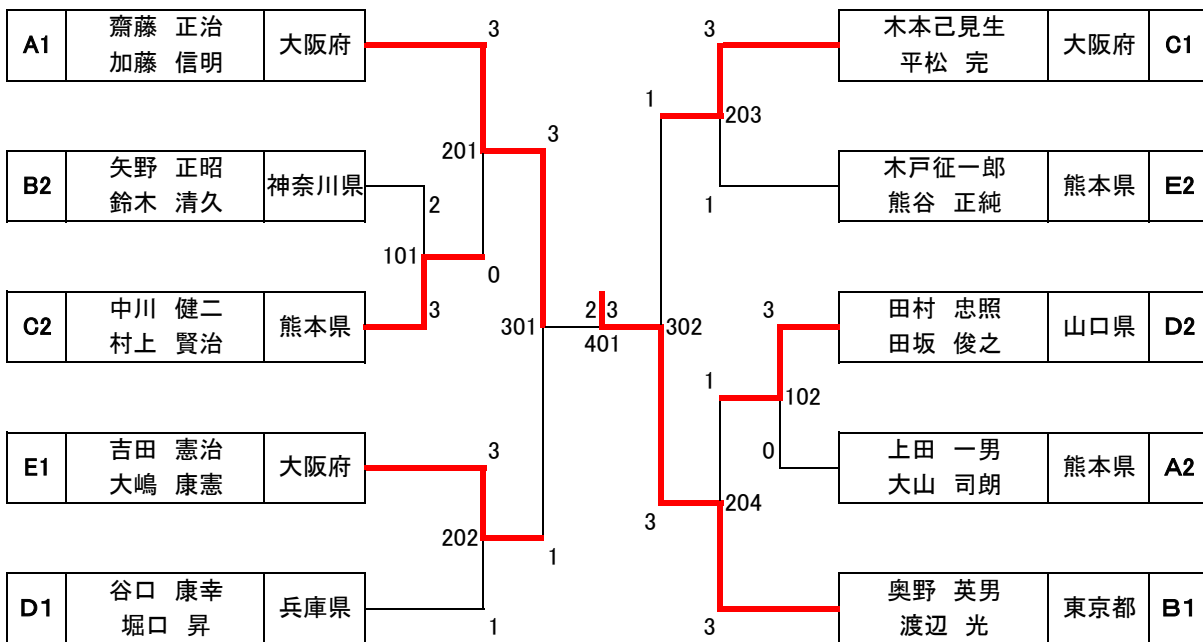 3
3
A1
齋藤 正治
加藤 信明
大阪府
木本己見生
平松 完
大阪府
C1
1
203
3
201
B2
矢野 正昭
鈴木 清久
神奈川県
2
木戸征一郎
熊谷 正純
熊本県
E2
1
101
0
C2
中川 健二
村上 賢治
熊本県
3
301
2 3
401
302
3
田村 忠照
田坂 俊之
山口県
D2
1
102
E1
吉田 憲治
大嶋 康憲
大阪府
3
0
上田 一男
大山 司朗
熊本県
A2
204
3
202
1
D1
谷口 康幸
堀口 昇
兵庫県
1
3
奥野 英男
渡辺 光
東京都
B1